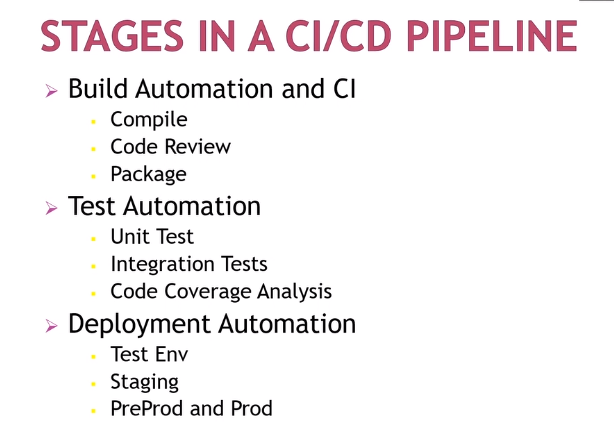 STAGES IN A CI/CD PIPELINE
Build Automation and CI
Compile
Code Review
Package
Test Automation
Unit Test
Integration Tests
Code Coverage Analysis
Deployment Automation
Test Env
Staging
PreProd and Prod